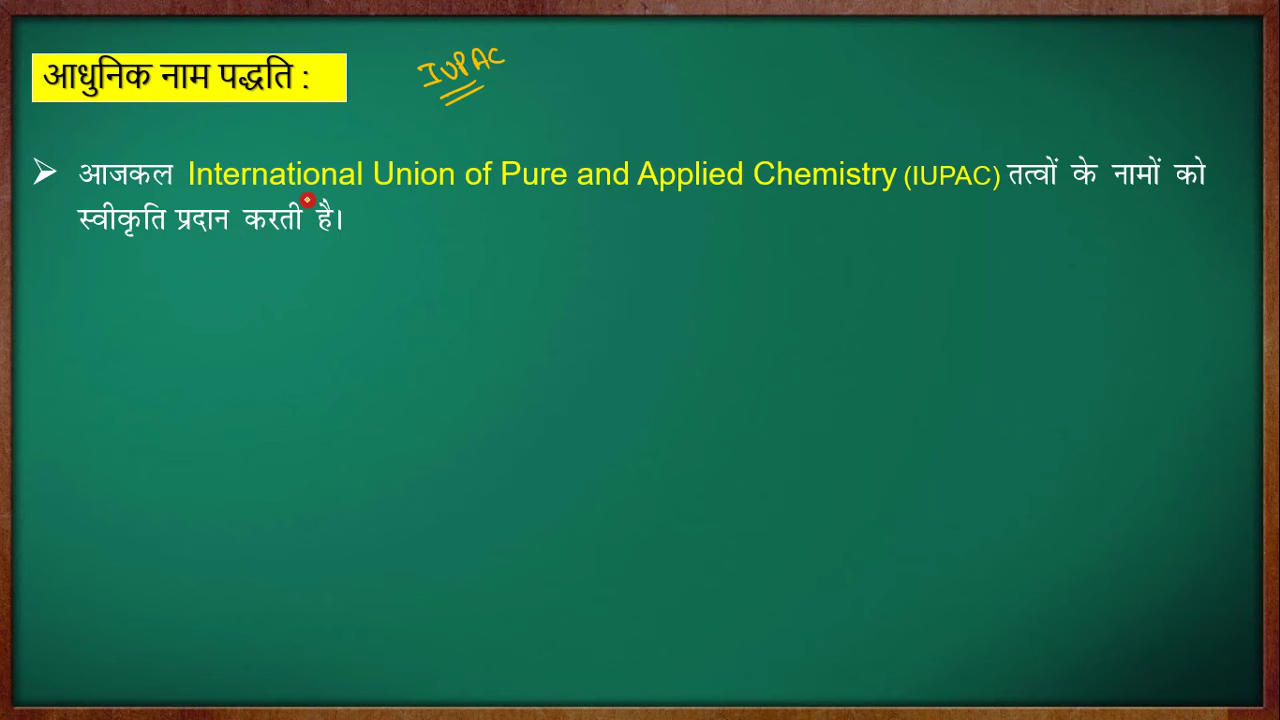 आधुनिक नाम पद्धति :
IUPAC
➢ आजकल International Union of Pure and Applied Chemistry (IUPAC) तत्वों के नामों को
स्वीकृति प्रदान करती है।